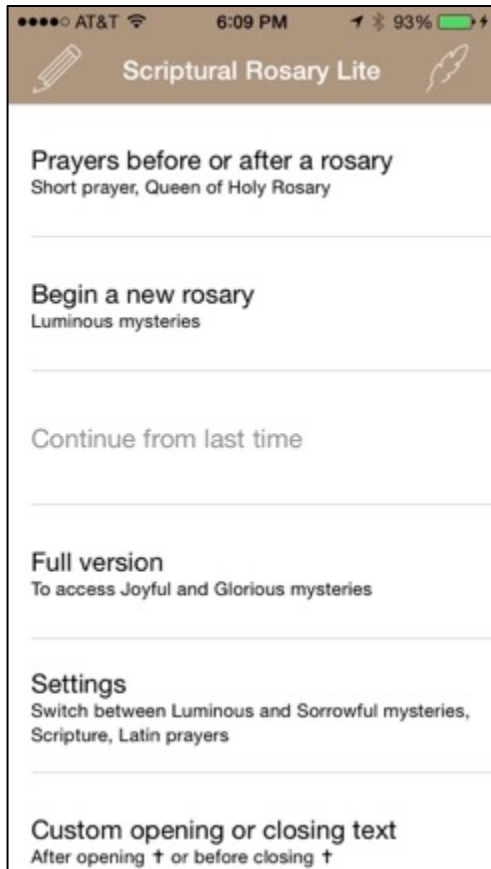 AT&T 6:09 PM 93%
Scriptural Rosary Lite
Prayers before or after a rosary
Short prayer, Queen of Holy Rosary
Begin a new rosary
Luminous mysteries
Continue from last time
Full version
To access Joyful and Glorious mysteries
Settings
Switch between Luminous and Sorrowful mysteries,
Scripture, Latin prayers
Custom opening or closing text
After opening ✝ or before closing ✝